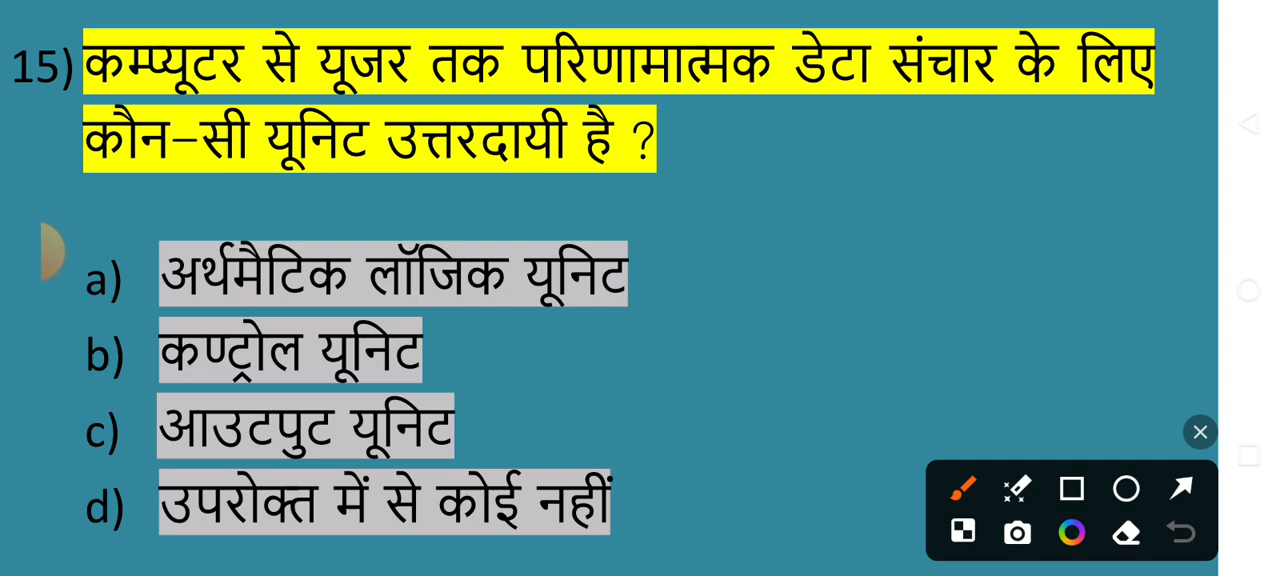 15) कम्प्यूटर से यूजर तक परिणामात्मक डेटा संचार के लिए
कौन-सी यूनिट उत्तरदायी है ?
a) अर्थमैटिक लॉजिक यूनिट
b) कण्ट्रोल यूनिट
c) आउटपुट यूनिट
d) उपरोक्त में से कोई नहीं